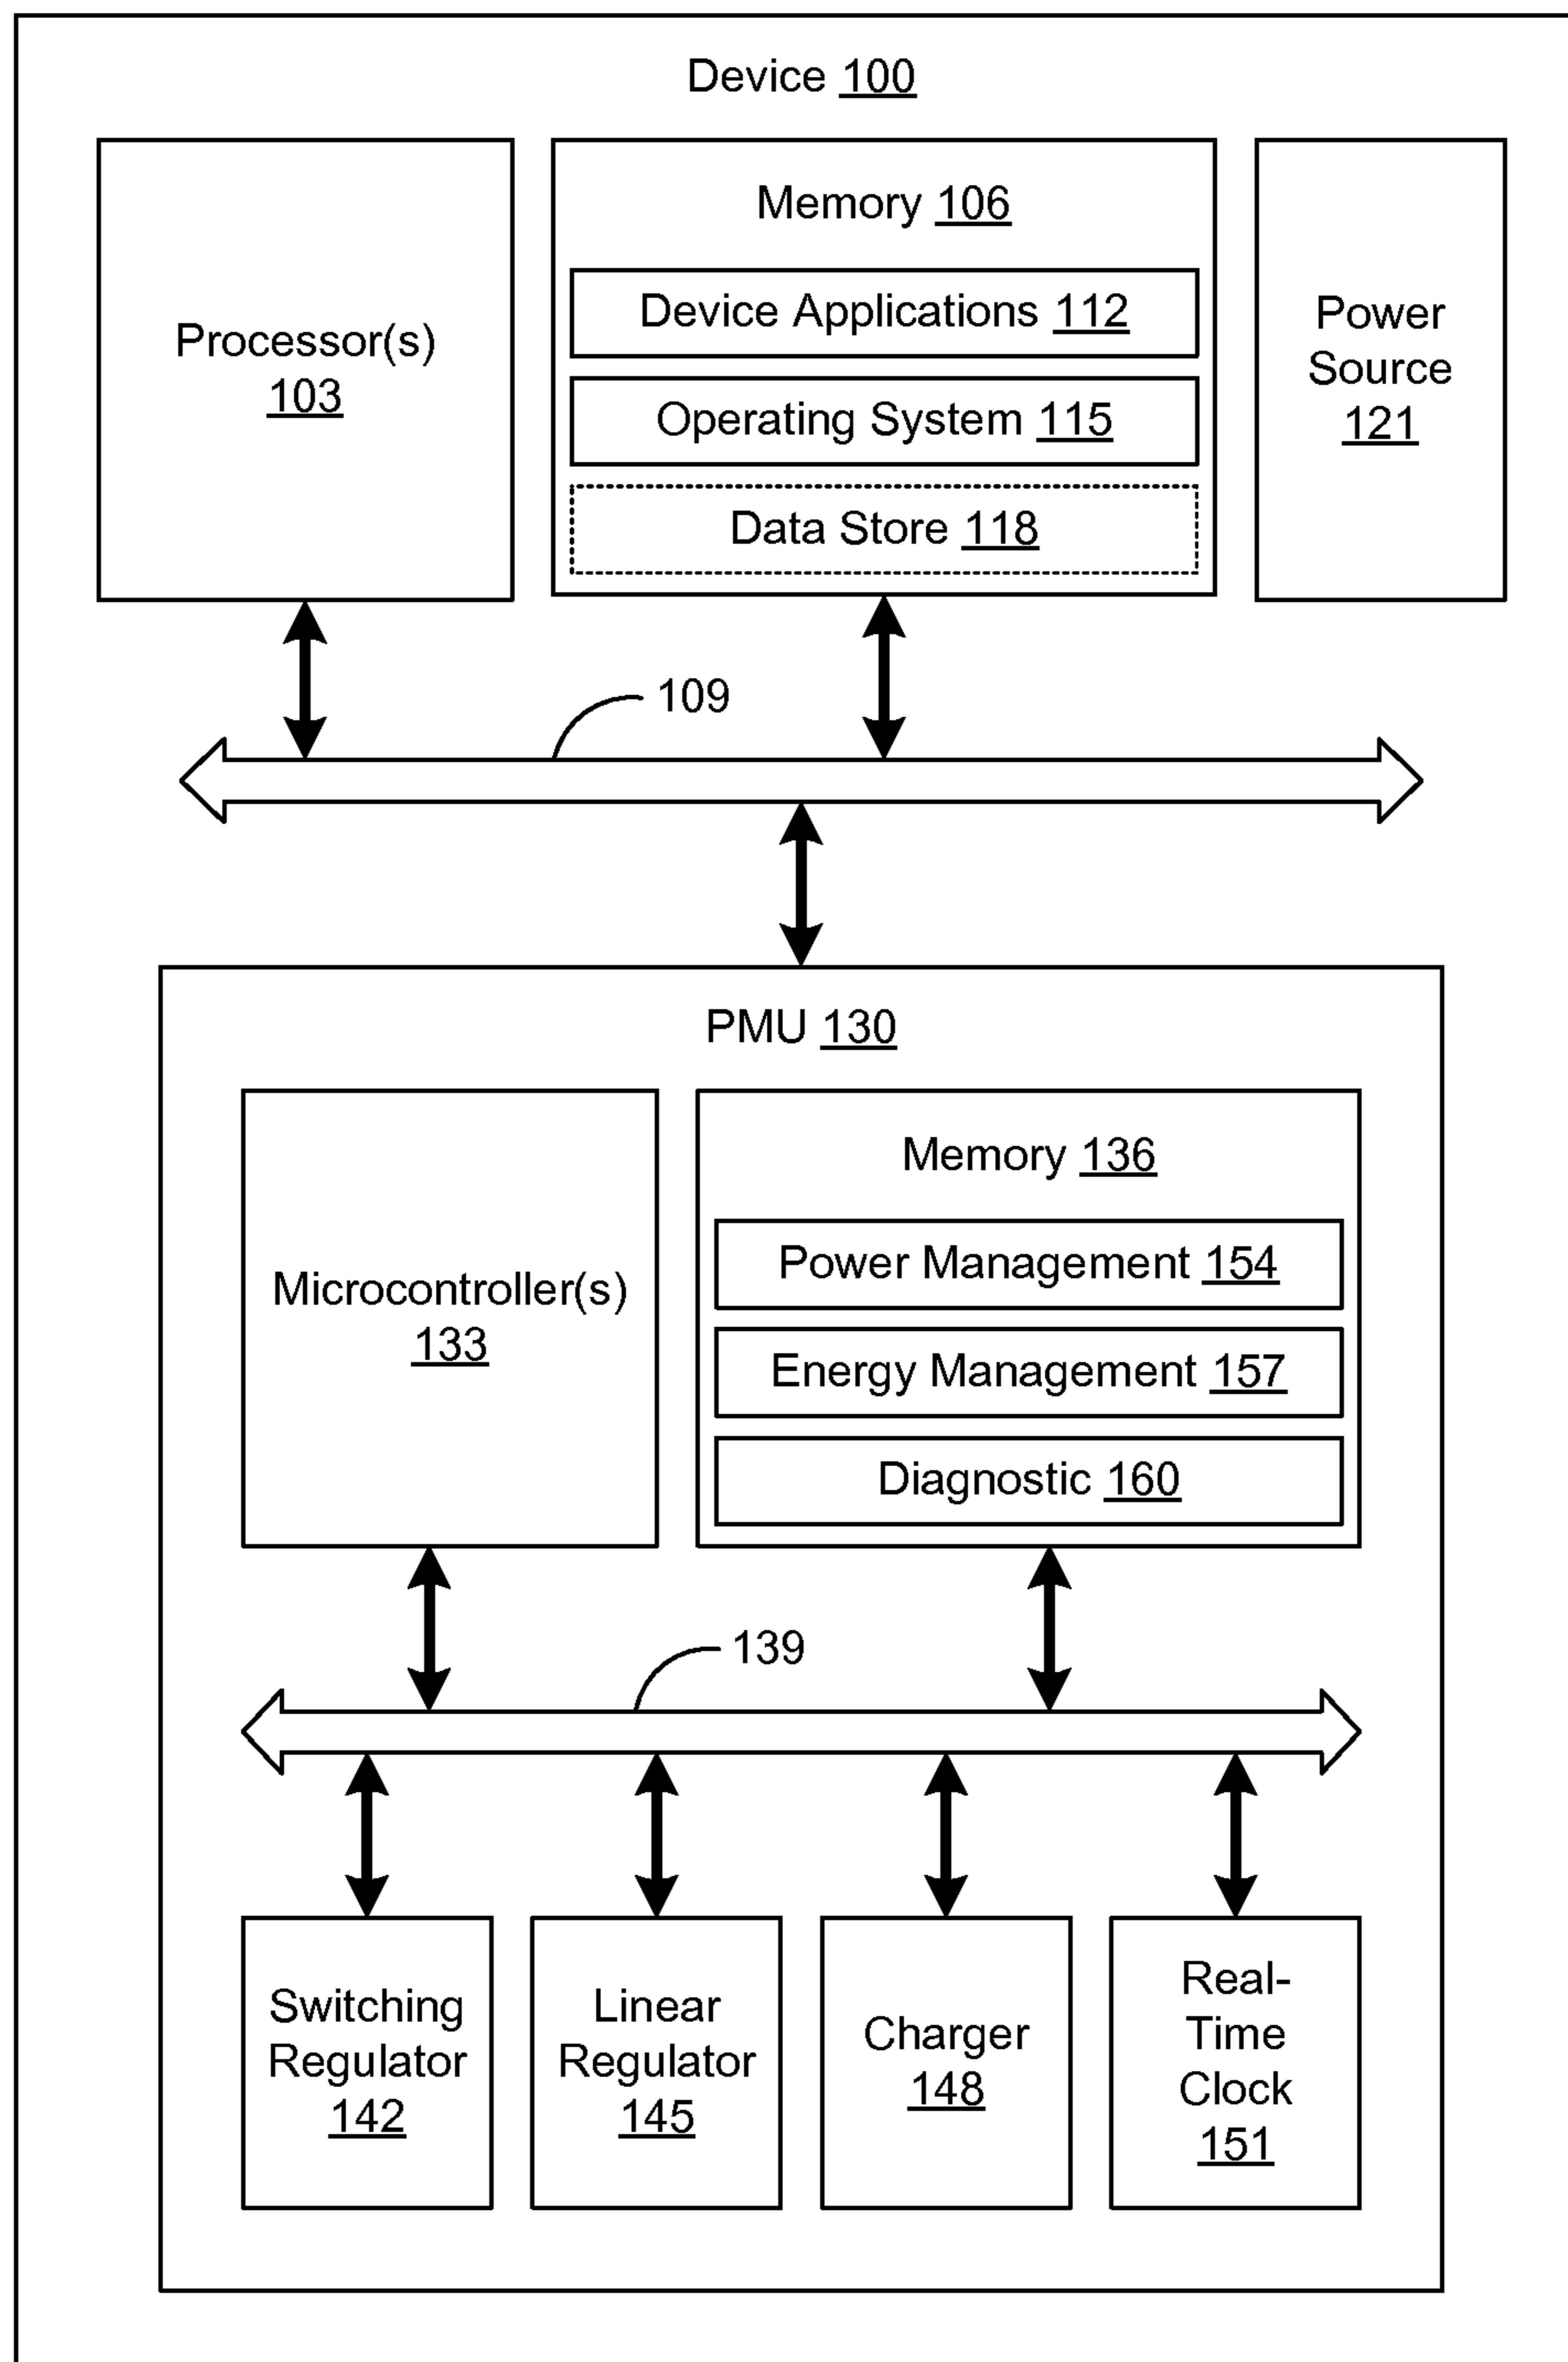 Device 100
Processor(s)
103
Memory 106
Device Applications 112
Operating System 115
Data Store 118
Power
Source
121
109
PMU 130
Microcontroller(s)
133
Memory 136
Power Management 154
Energy Management 157
Diagnostic 160
139
Switching
Regulator
142
Linear
Regulator
145
Charger
148
Real-
Time
Clock
151